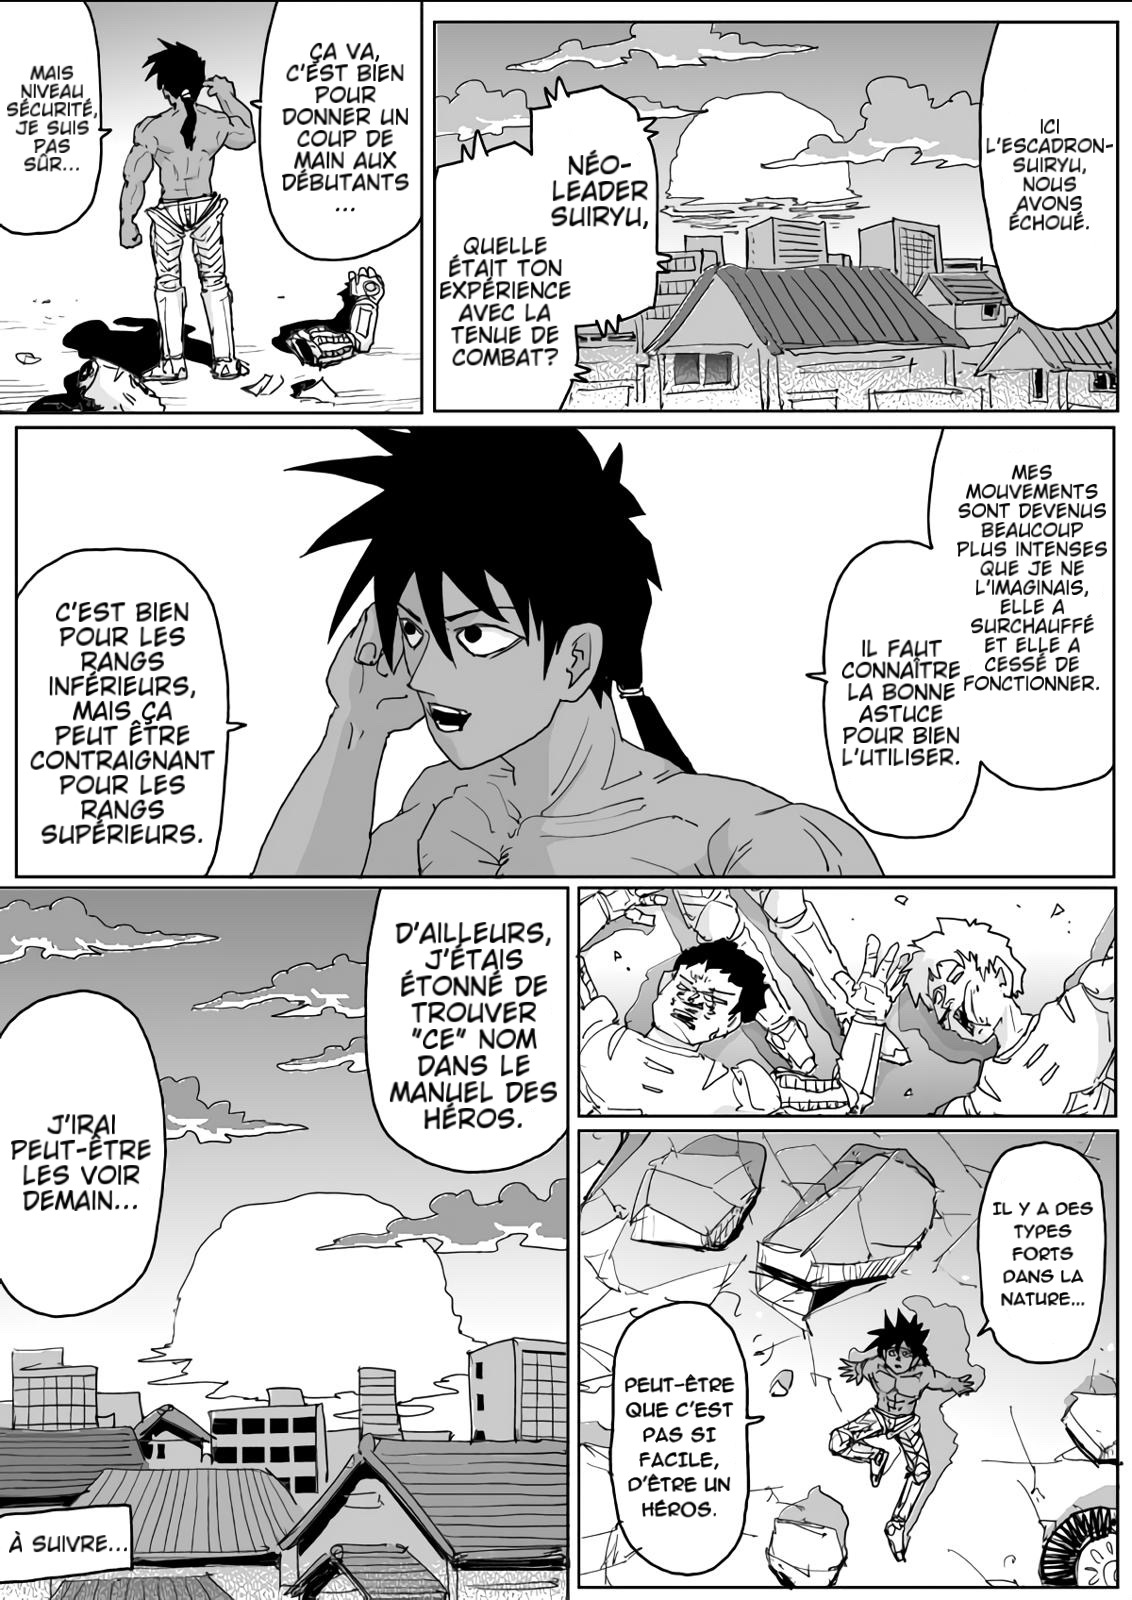 ICI
L'ESCADRON-
SUIRYU,
NOUS
AVONS
ÉCHOUÉ.
NÉO-
LEADER
SUIRYU,
QUELLE
ÉTAIT TON
EXPÉRIENCE
AVEC LA
TENUE DE
COMBAT?
ÇA VA,
C'EST BIEN
POUR
DONNER UN
COUP DE
MAIN AUX
DÉBUTANTS
...
MAIS
NIVEAU
SÉCURITÉ,
JE SUIS
PAS
SÛR...
MES
MOUVEMENTS
SONT DEVENUS
BEAUCOUP
PLUS INTENSES
QUE JE NE
L'IMAGINAIS,
ELLE A
SURCHAUFFÉ
ET ELLE A
CESSÉ DE
FONCTIONNER.
IL FAUT
CONNAÎTRE
LA BONNE
ASTUCE
POUR BIEN
L'UTILISER.
C'EST BIEN
POUR LES
RANGS
INFÉRIEURS,
MAIS ÇA
PEUT ÊTRE
CONTRAIGNANT
POUR LES
RANGS
SUPÉRIEURS.
IL Y A DES
TYPES
FORTS
DANS LA
NATURE...
PEUT-ÊTRE
QUE C'EST
PAS SI
FACILE,
D'ÊTRE UN
HÉROS.
D'AILLEURS,
J'ÉTAIS
ÉTONNÉ DE
TROUVER
"CE" NOM
DANS LE
MANUEL DES
HÉROS.
J'IRAI
PEUT-ÊTRE
LES VOIR
DEMAIN...
À SUIVRE...